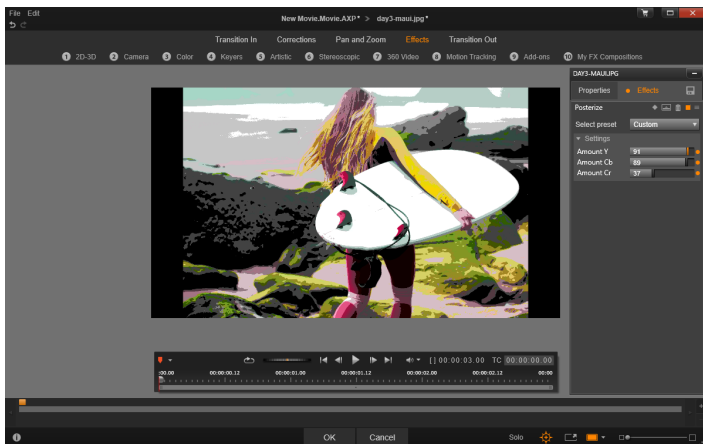 File Edit
New Movie.Movie.AXP* > day3-maui.jpg*
Transition In Corrections Pan and Zoom Effects Transition Out
1 2D-3D 2 Camera 3 Color 4 Keyers 5 Artistic 6 Stereoscopic 7 360 Video 8 Motion Tracking 9 Add-ons 10 My FX Compositions
DAY3-MAUI.JPG
Properties Effects
Posterize
Select preset Custom
Settings
Amount Y 91
Amount Cb 89
Amount Cr 37
[ ] 00:00:03.00 TC 00:00:00.00
:00.00 00:00:00.12 00:00:01.00 00:00:01.12 00:00:02.00 00:00:02.12 00:00
OK Cancel Solo